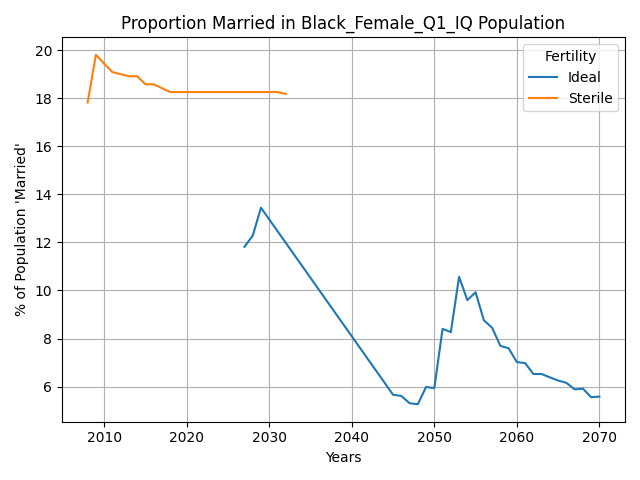 Proportion Married in Black_Female_Q1_IQ Population
Fertility
Ideal
Sterile
% of Population 'Married'
20
18
16
14
12
10
8
6
2010 2020 2030 2040 2050 2060 2070
Years